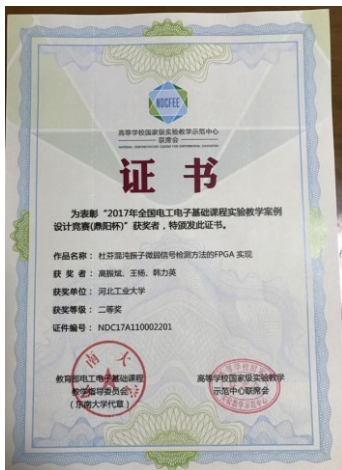 NDCFEE
高等学校国家级实验教学示范中心
联席会
证书
为表彰“2017年全国电工电子基础课程实验教学案例
设计竞赛(鼎阳杯)”获奖者，特颁发此证书。
作品名称： 杜芬混沌振子微弱信号检测方法的FPGA 实现
获 奖 者： 高振斌、王杨、韩力英
获奖单位： 河北工业大学
获奖等级： 二等奖
证件编号： NDC17A110002201
教育部电工电子基础课程
教学指导委员会
（东南大学代章）
高等学校国家级实验教学
示范中心联席会